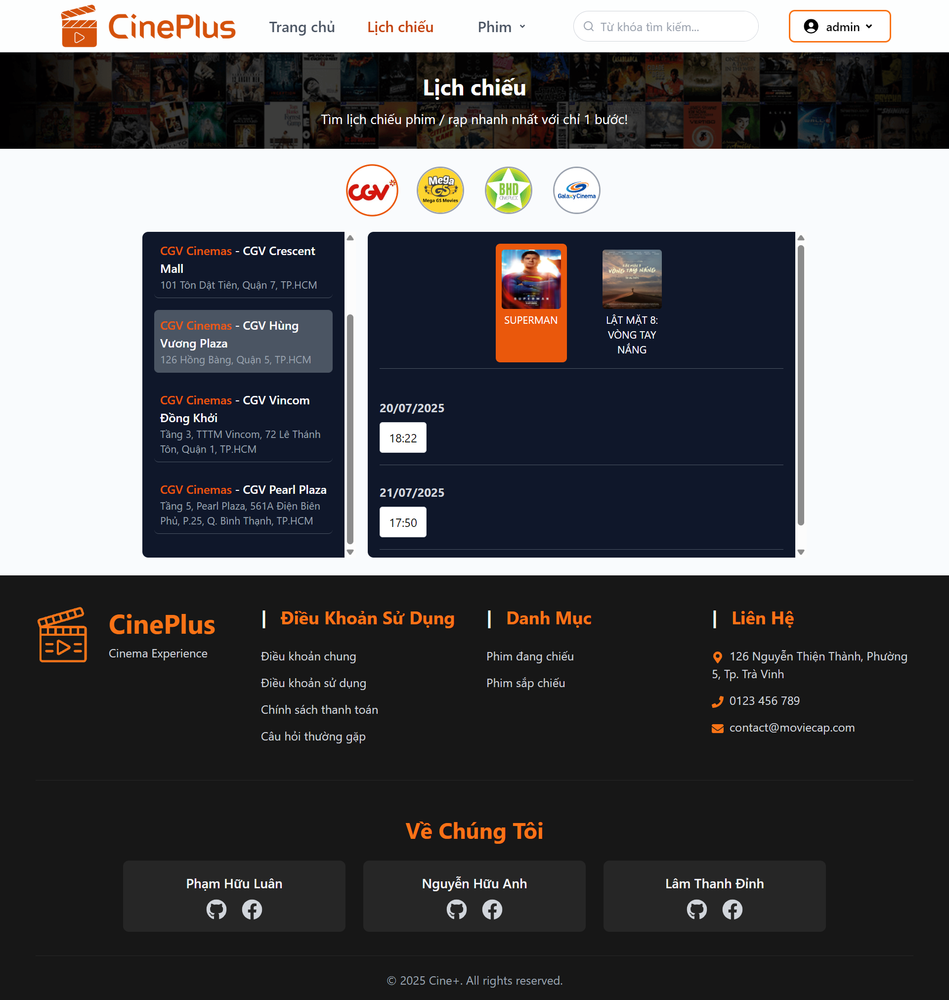 CinePlus
Trang chủ
Lịch chiếu
Phim
Từ khóa tìm kiếm...
admin
Lịch chiếu
Tìm lịch chiếu phim / rạp nhanh nhất với chỉ 1 bước!
CGV
Mega
GS
Mega GS Movies
BHD
CINEPLEX
Galaxy Cinema
CGV Cinemas - CGV Crescent
Mall
101 Tôn Dật Tiên, Quận 7, TP.HCM
CGV Cinemas - CGV Hùng
Vương Plaza
126 Hồng Bàng, Quận 5, TP.HCM
CGV Cinemas - CGV Vincom
Đồng Khởi
Tầng 3, TTTM Vincom, 72 Lê Thánh
Tôn, Quận 1, TP.HCM
CGV Cinemas - CGV Pearl Plaza
Tầng 5, Pearl Plaza, 561A Điện Biên
Phủ, P.25, Q. Bình Thạnh, TP.HCM
SUPERMAN
SUPERMAN
LẬT MẶT 8
VÒNG TAY NẮNG
LẬT MẶT 8:
VÒNG TAY
NẮNG
20/07/2025
18:22
21/07/2025
17:50
CinePlus
Cinema Experience
Điều Khoản Sử Dụng
Điều khoản chung
Điều khoản sử dụng
Chính sách thanh toán
Câu hỏi thường gặp
Danh Mục
Phim đang chiếu
Phim sắp chiếu
Liên Hệ
126 Nguyễn Thiện Thành, Phường
5, Tp. Trà Vinh
0123 456 789
contact@moviecap.com
Về Chúng Tôi
Phạm Hữu Luân
Nguyễn Hữu Anh
Lâm Thanh Đỉnh
© 2025 Cine+. All rights reserved.